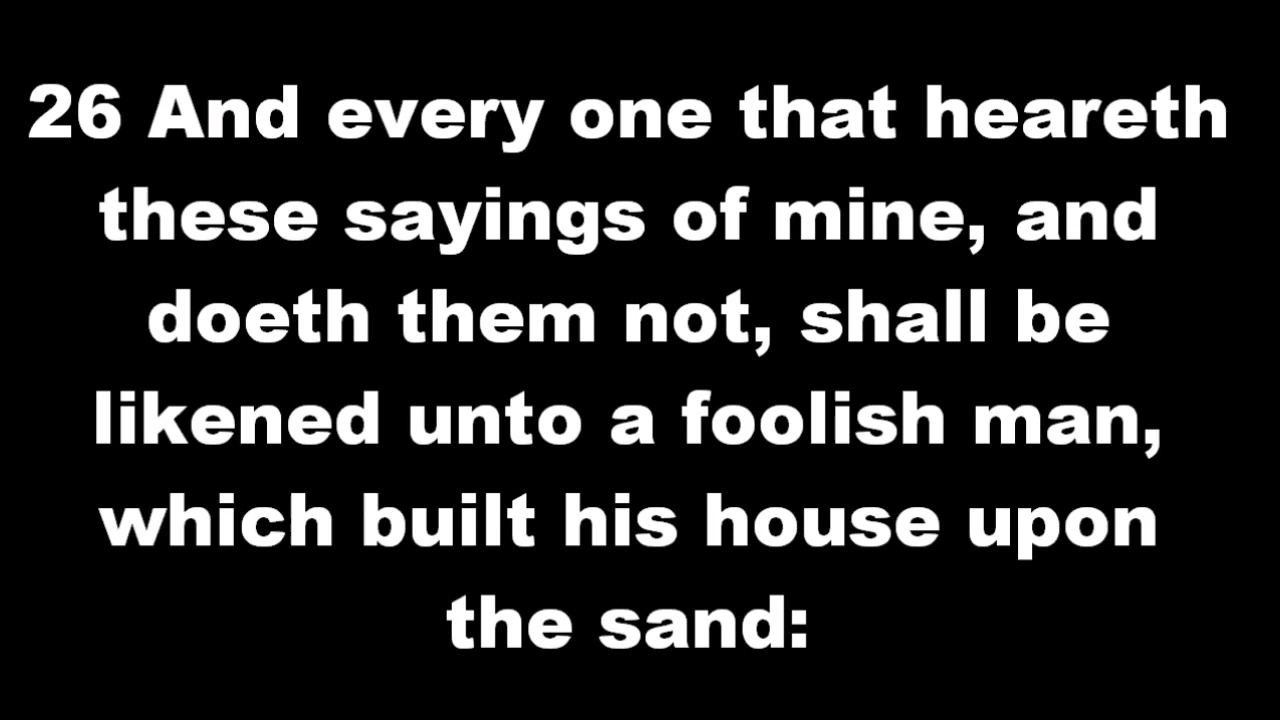 26 And every one that heareth
these sayings of mine, and
doeth them not, shall be
likened unto a foolish man,
which built his house upon
the sand: